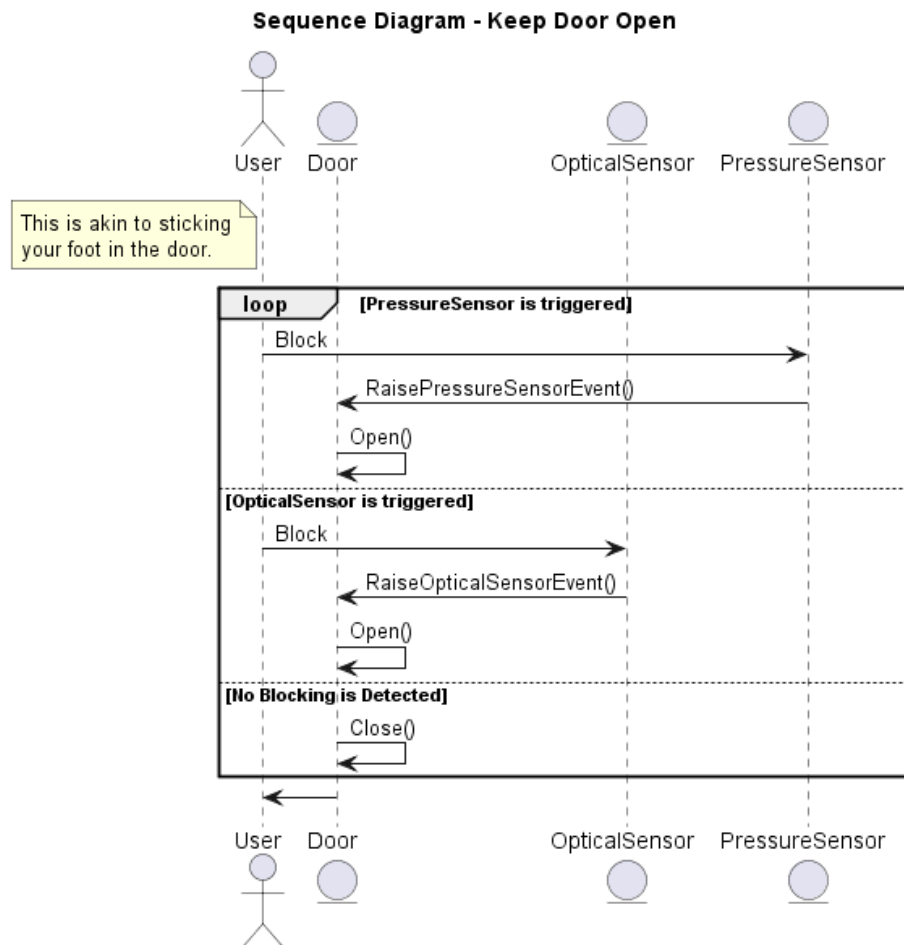 Sequence Diagram - Keep Door Open
User Door OpticalSensor PressureSensor
This is akin to sticking
your foot in the door.
loop [PressureSensor is triggered]
Block
RaisePressureSensorEvent()
Open()
[OpticalSensor is triggered]
Block
RaiseOpticalSensorEvent()
Open()
[No Blocking is Detected]
Close()
User Door OpticalSensor PressureSensor